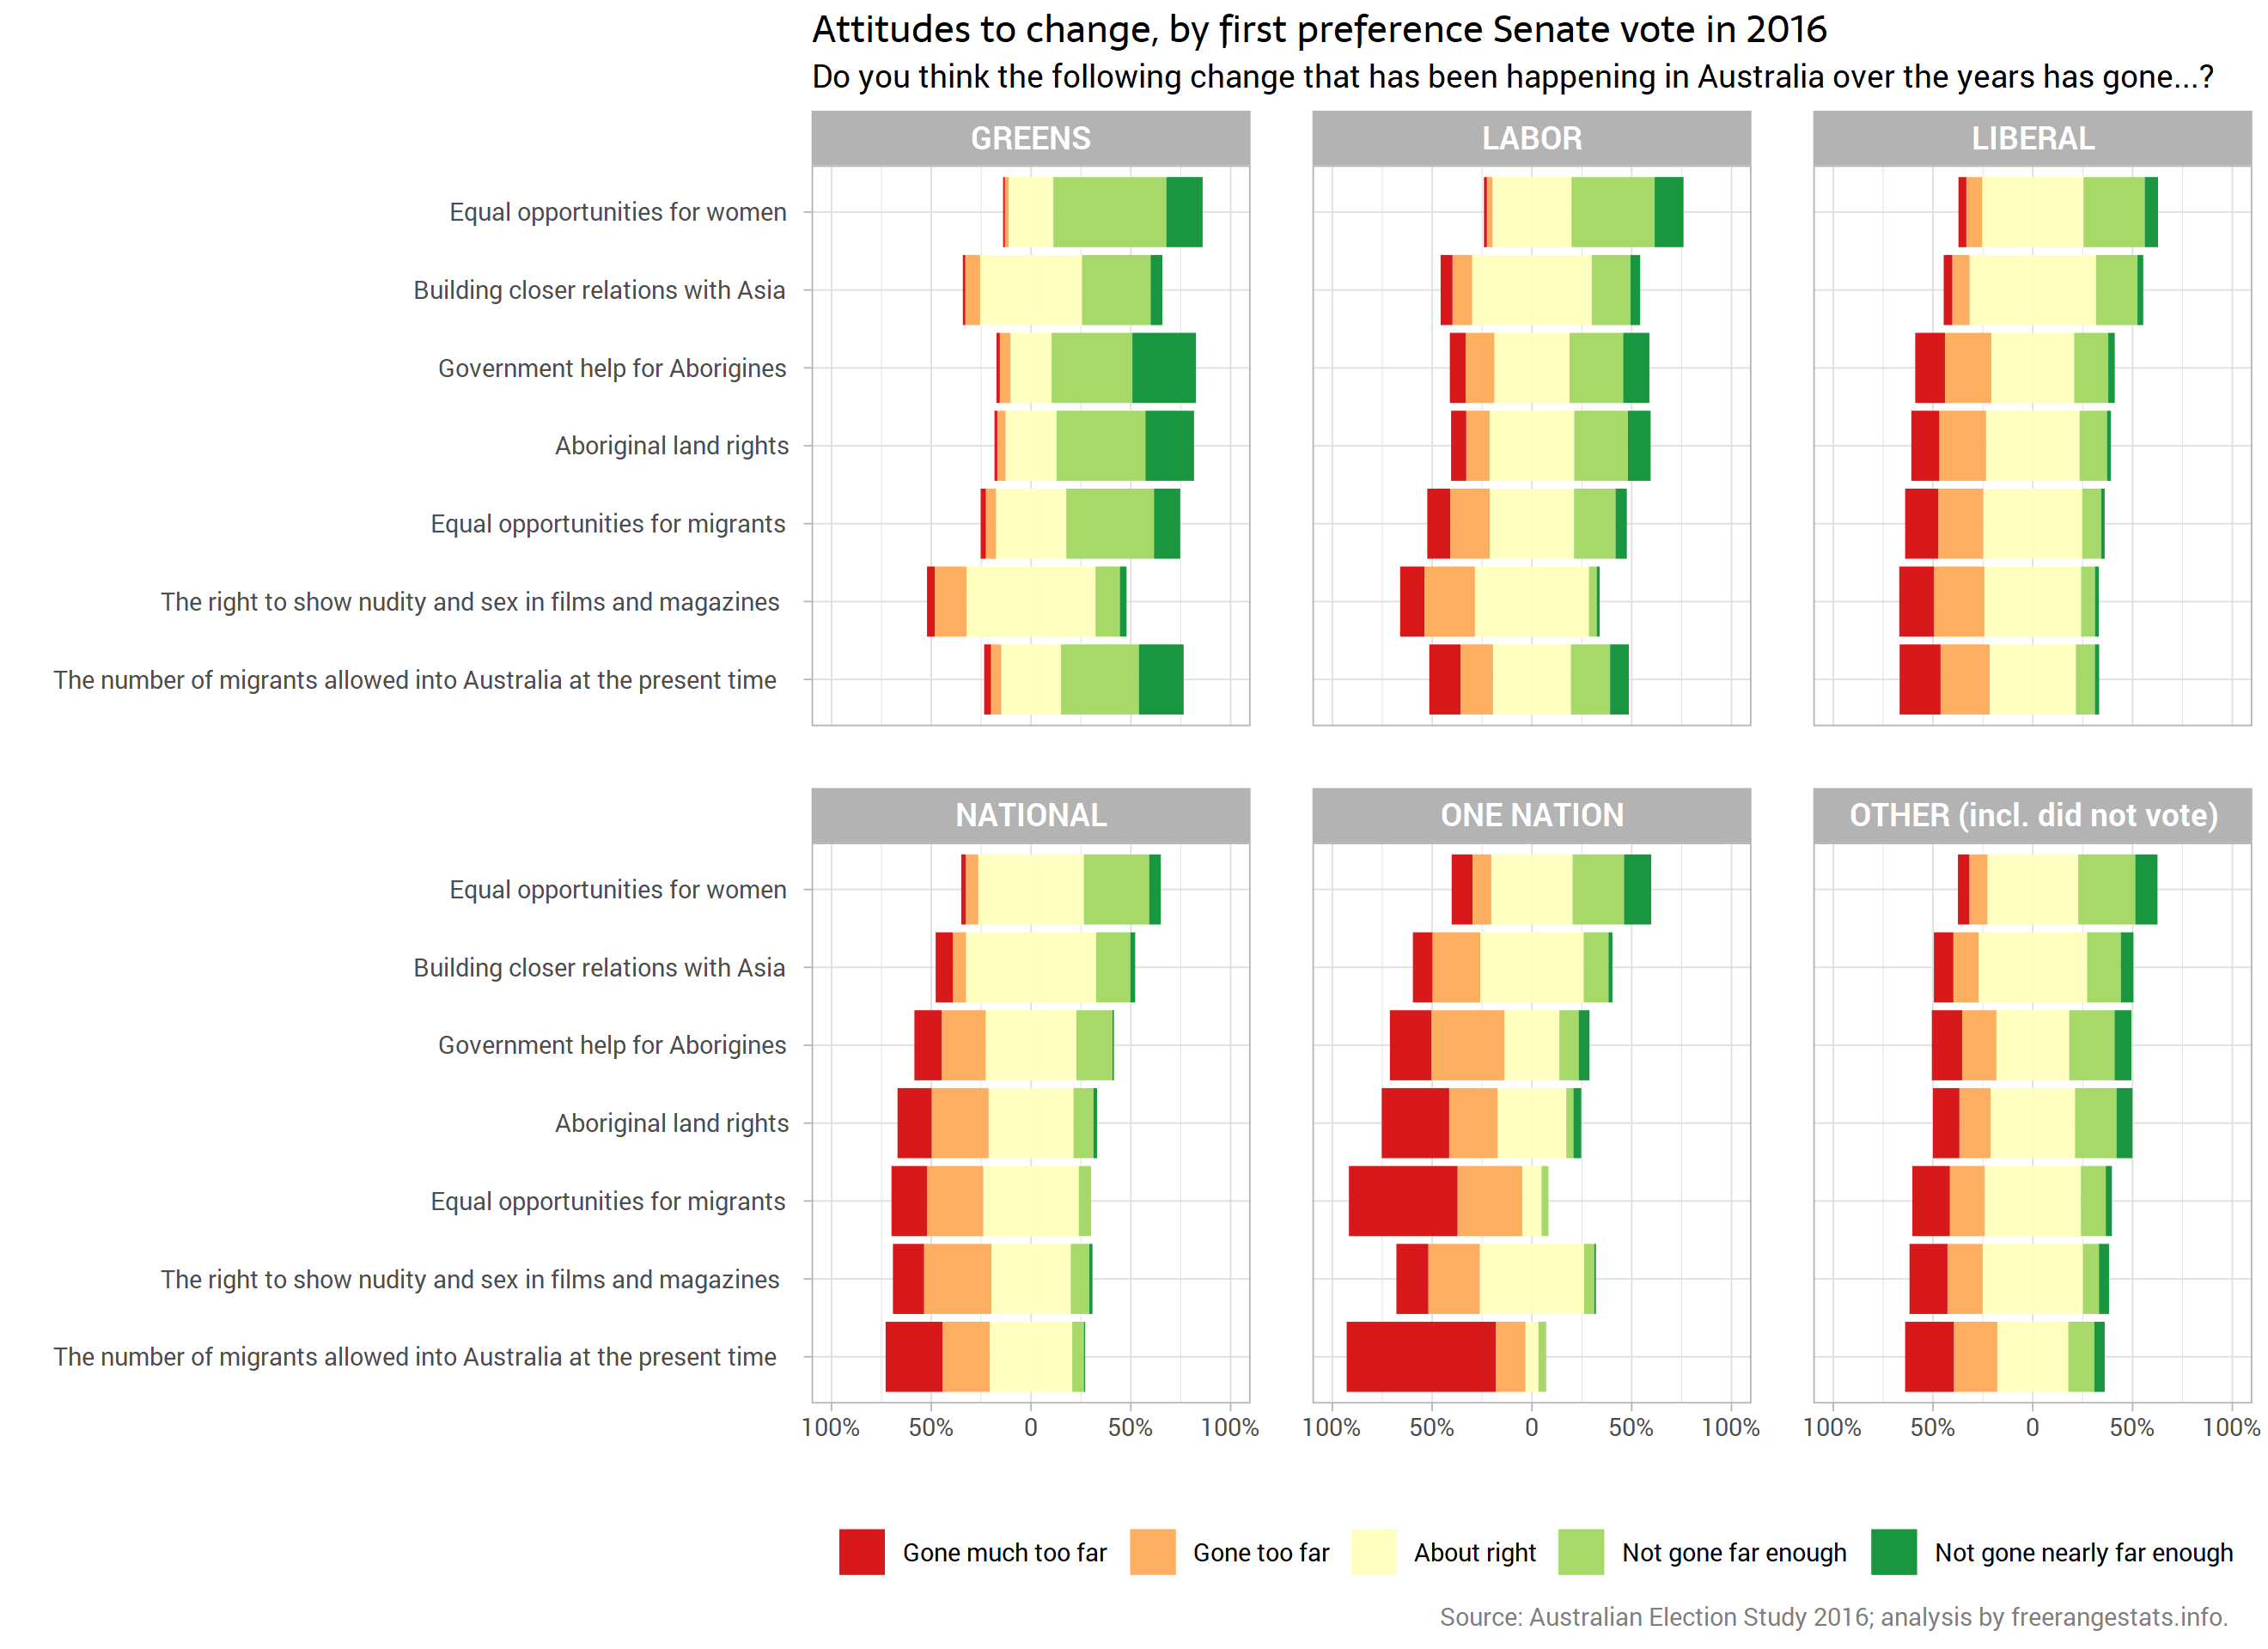 Attitudes to change, by first preference Senate vote in 2016
Do you think the following change that has been happening in Australia over the years has gone...?
GREENS
LABOR
LIBERAL
Equal opportunities for women
Building closer relations with Asia
Government help for Aborigines
Aboriginal land rights
Equal opportunities for migrants
The right to show nudity and sex in films and magazines
The number of migrants allowed into Australia at the present time
NATIONAL
ONE NATION
OTHER (incl. did not vote)
Equal opportunities for women
Building closer relations with Asia
Government help for Aborigines
Aboriginal land rights
Equal opportunities for migrants
The right to show nudity and sex in films and magazines
The number of migrants allowed into Australia at the present time
100% 50% 0 50% 100%
100% 50% 0 50% 100%
100% 50% 0 50% 100%
Gone much too far
Gone too far
About right
Not gone far enough
Not gone nearly far enough
Source: Australian Election Study 2016; analysis by freerangestats.info.